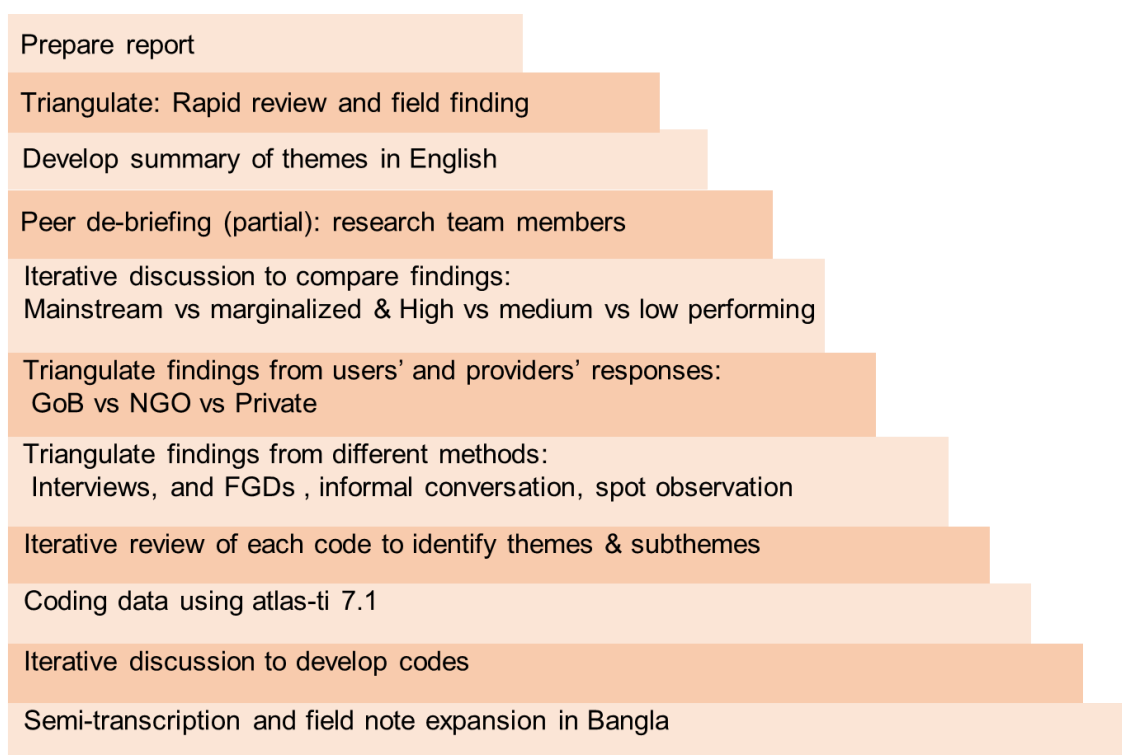 Prepare report
Triangulate: Rapid review and field finding
Develop summary of themes in English
Peer de-briefing (partial): research team members
Iterative discussion to compare findings:
Mainstream vs marginalized & High vs medium vs low performing
Triangulate findings from users’ and providers’ responses:
GoB vs NGO vs Private
Triangulate findings from different methods:
Interviews, and FGDs , informal conversation, spot observation
Iterative review of each code to identify themes & subthemes
Coding data using atlas-ti 7.1
Iterative discussion to develop codes
Semi-transcription and field note expansion in Bangla